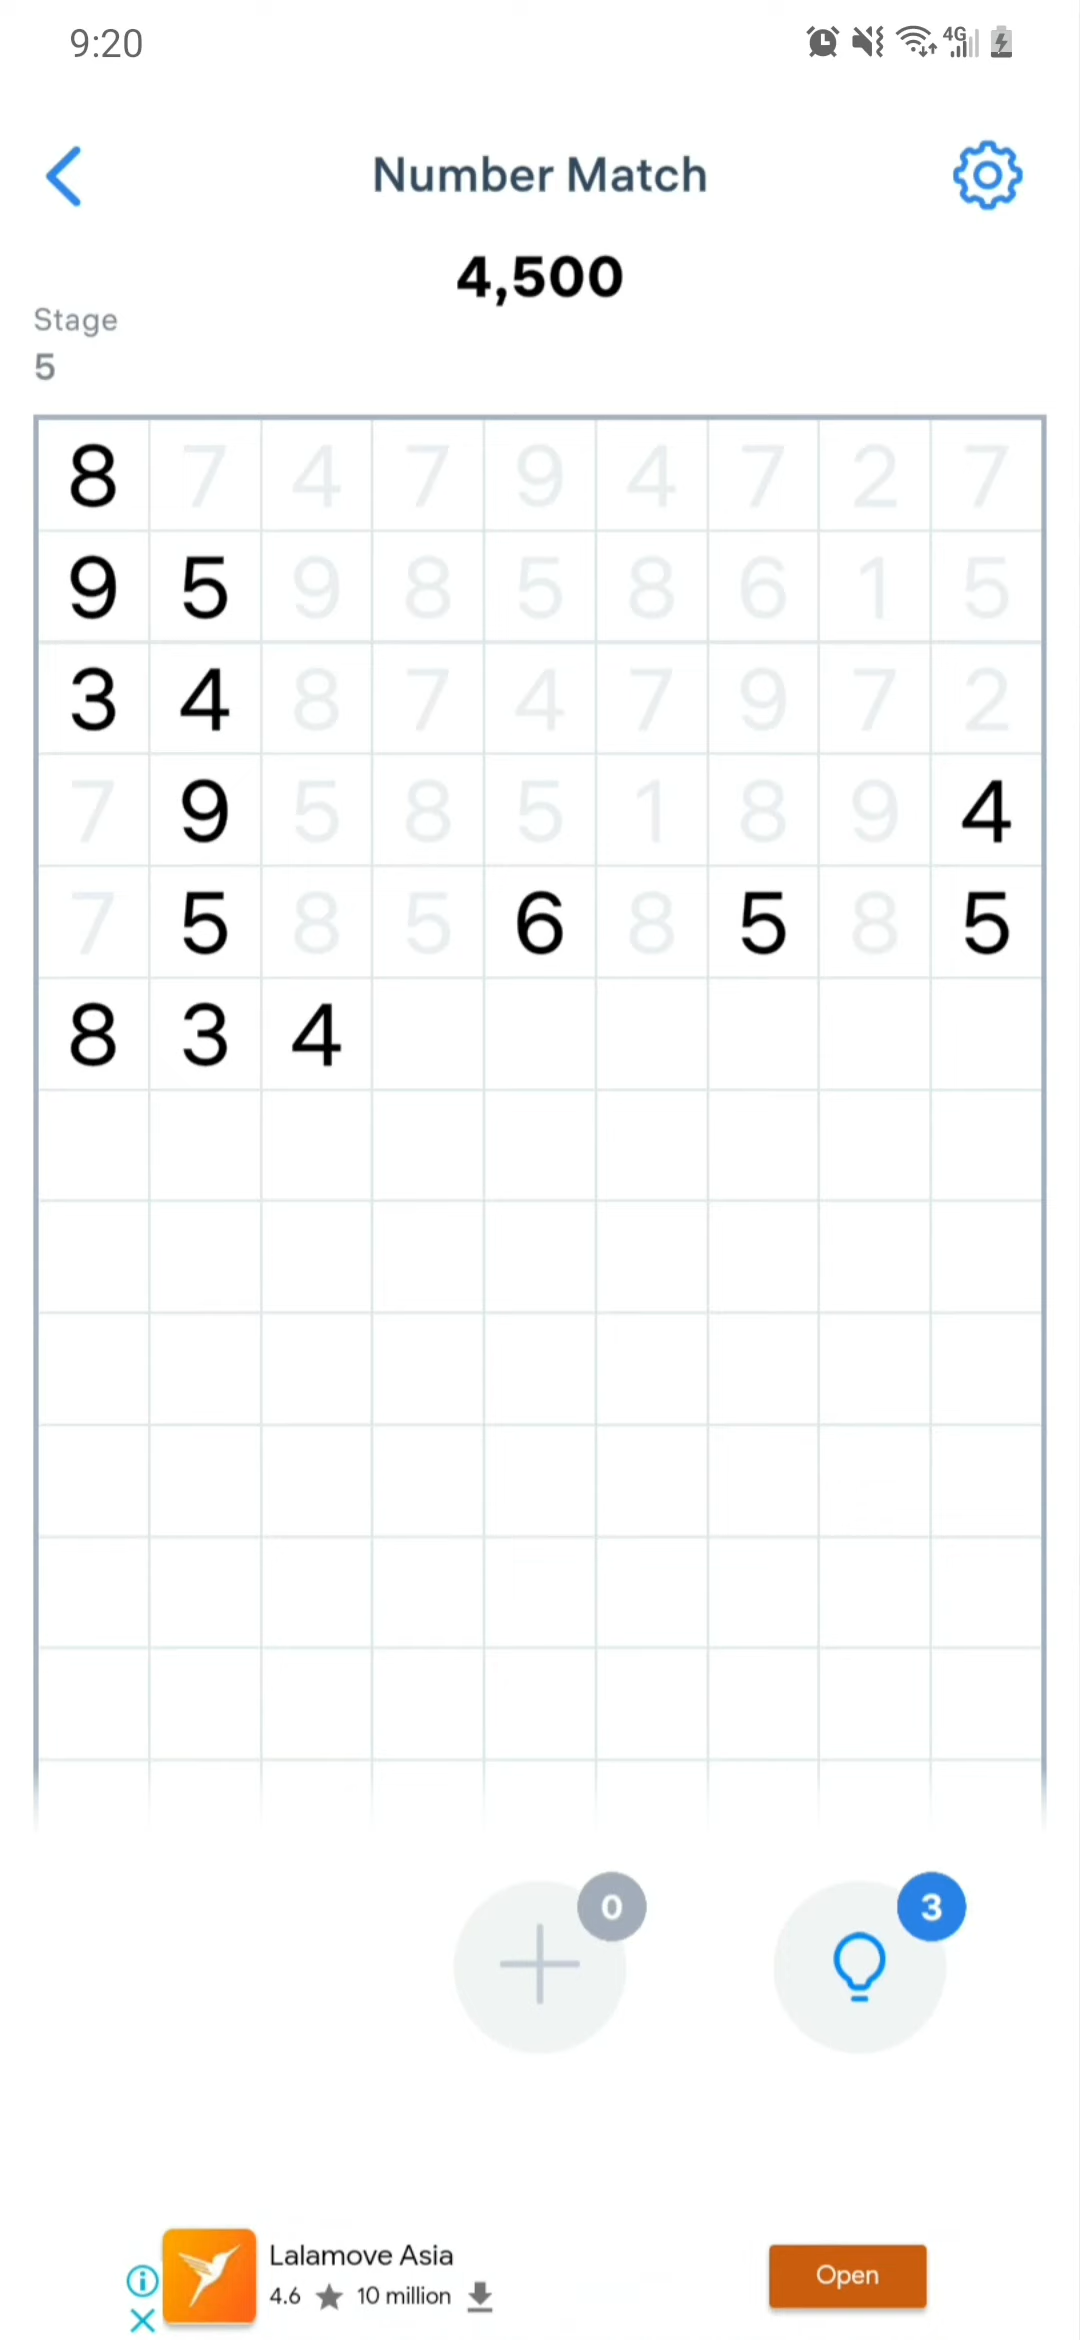 9:20
4G
Number Match
4,500
Stage
5
8 7 4 7 9 4 7 2 7
9 5 9 8 5 8 6 1 5
3 4 8 7 4 7 9 7 2
7 9 5 8 5 1 8 9 4
7 5 8 5 6 8 5 8 5
8 3 4
0
3
Lalamove Asia
4.6 ★ 10 million
Open